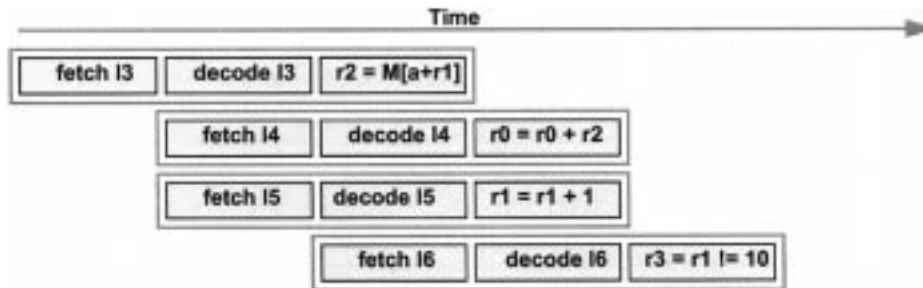 Time
fetch I3 decode I3 r2 = M[a+r1]
fetch I4 decode I4 r0 = r0 + r2
fetch I5 decode I5 r1 = r1 + 1
fetch I6 decode I6 r3 = r1 != 10